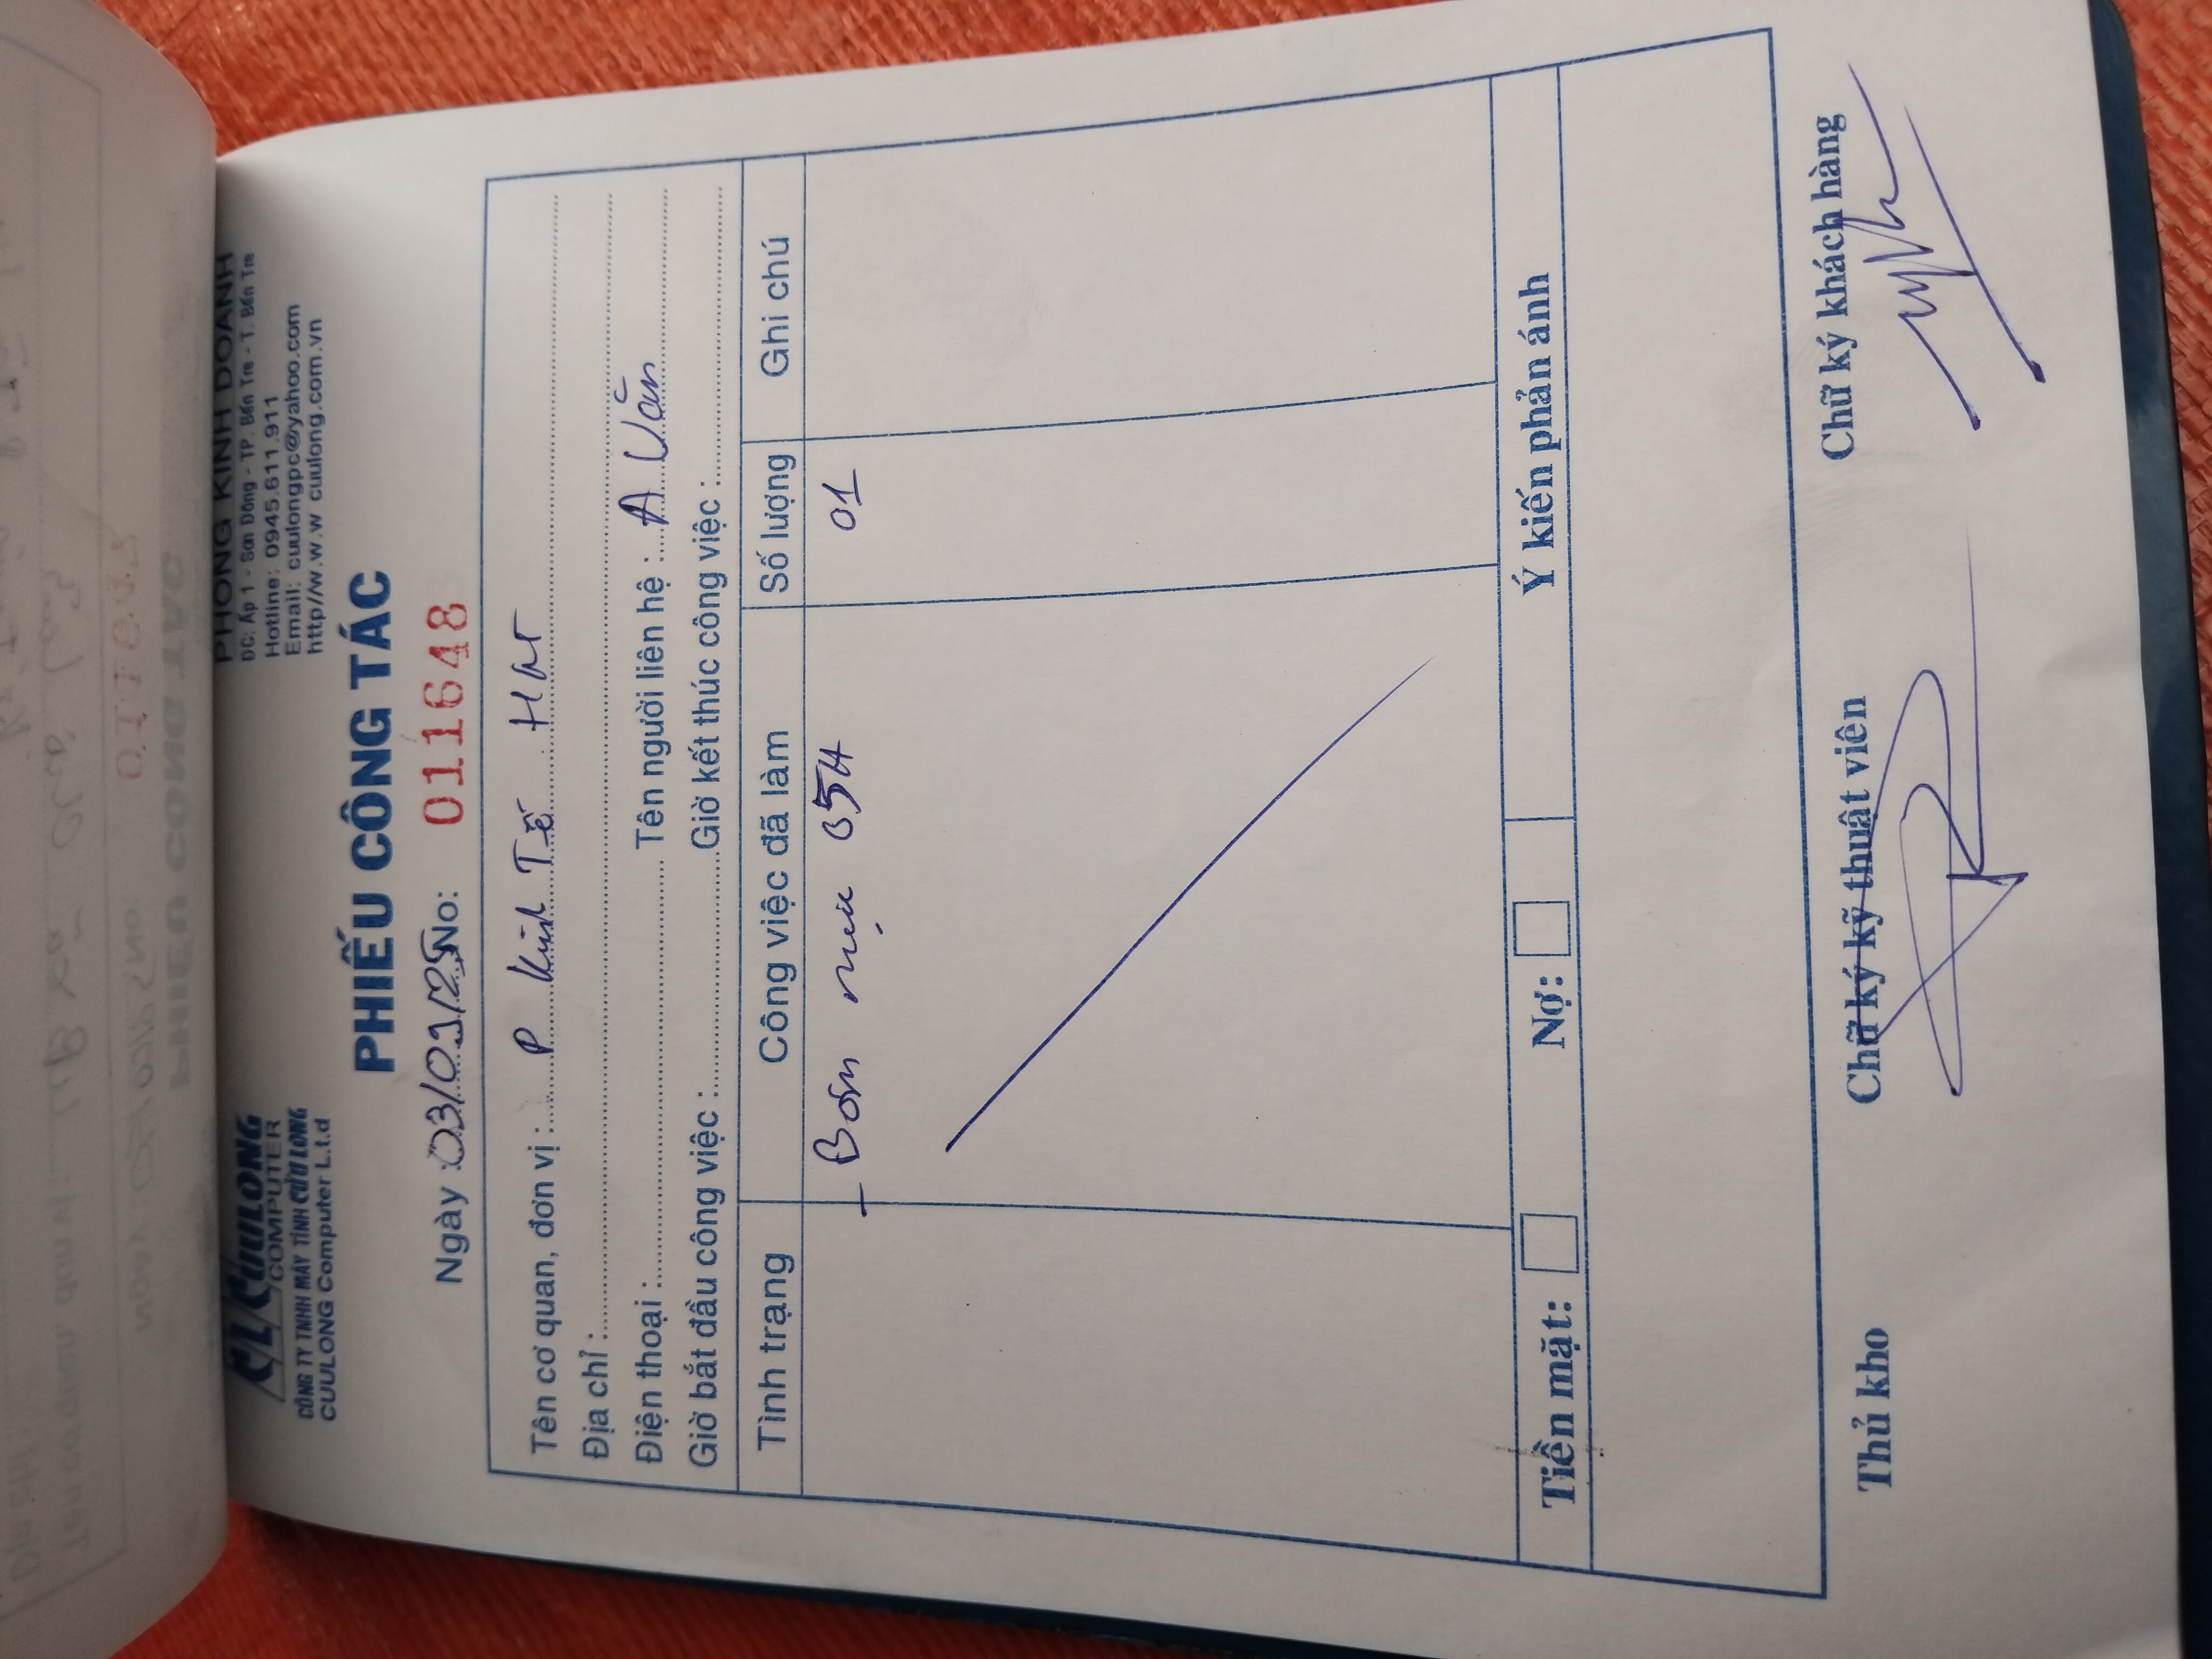 CL CUULONG
COMPUTER
CÔNG TY TNHH MÁY TÍNH CỬU LONG
CUULONG Computer L.t.d
PHÒNG KINH DOANH
ĐC: Ấp 1 - Sơn Đông - TP. Bến Tre - T. Bến Tre
Hotline: 0945.611.911
Email: cuulongpc@yahoo.com
http//w.w.w cuulong.com.vn
PHIẾU CÔNG TÁC
Ngày 03/09/25 No: 011648
Tên cơ quan, đơn vị: P Kinh Tế HạT
Địa chỉ:
Điện thoại: Tên người liên hệ: A Văn
Giờ bắt đầu công việc: Giờ kết thúc công việc:
Tình trạng Công việc đã làm Số lượng Ghi chú
- Bơm mực 05H 01
Tiền mặt: Nợ: Ý kiến phản ánh
Thủ kho Chữ ký kỹ thuật viên Chữ ký khách hàng